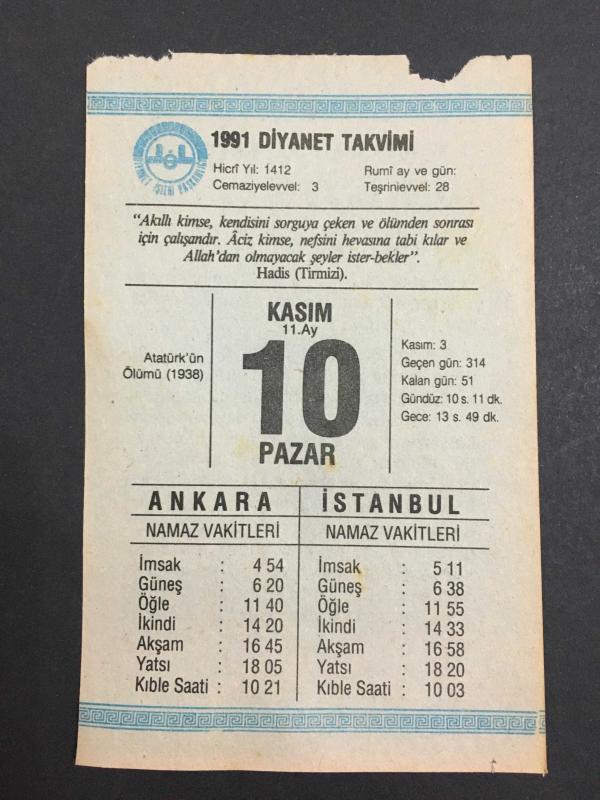 1991 DİYANET TAKVİMİ
Hicrî Yıl: 1412
Cemaziyelevvel: 3
Rumî ay ve gün:
Teşrinievvel: 28
DİYANET İŞLERİ BAŞKANLIĞI
“Akıllı kimse, kendisini sorguya çeken ve ölümden sonrası
için çalışandır. Âciz kimse, nefsini hevasına tabi kılar ve
Allah’dan olmayacak şeyler ister-bekler”.
Hadis (Tirmizi).
Atatürk’ün
Ölümü (1938)
KASIM
11.Ay
10
PAZAR
Kasım: 3
Geçen gün: 314
Kalan gün: 51
Gündüz: 10 s. 11 dk.
Gece: 13 s. 49 dk.
ANKARA
NAMAZ VAKİTLERİ
İmsak : 4 54
Güneş : 6 20
Öğle : 11 40
İkindi : 14 20
Akşam : 16 45
Yatsı : 18 05
Kıble Saati : 10 21
İSTANBUL
NAMAZ VAKİTLERİ
İmsak : 5 11
Güneş : 6 38
Öğle : 11 55
İkindi : 14 33
Akşam : 16 58
Yatsı : 18 20
Kıble Saati : 10 03